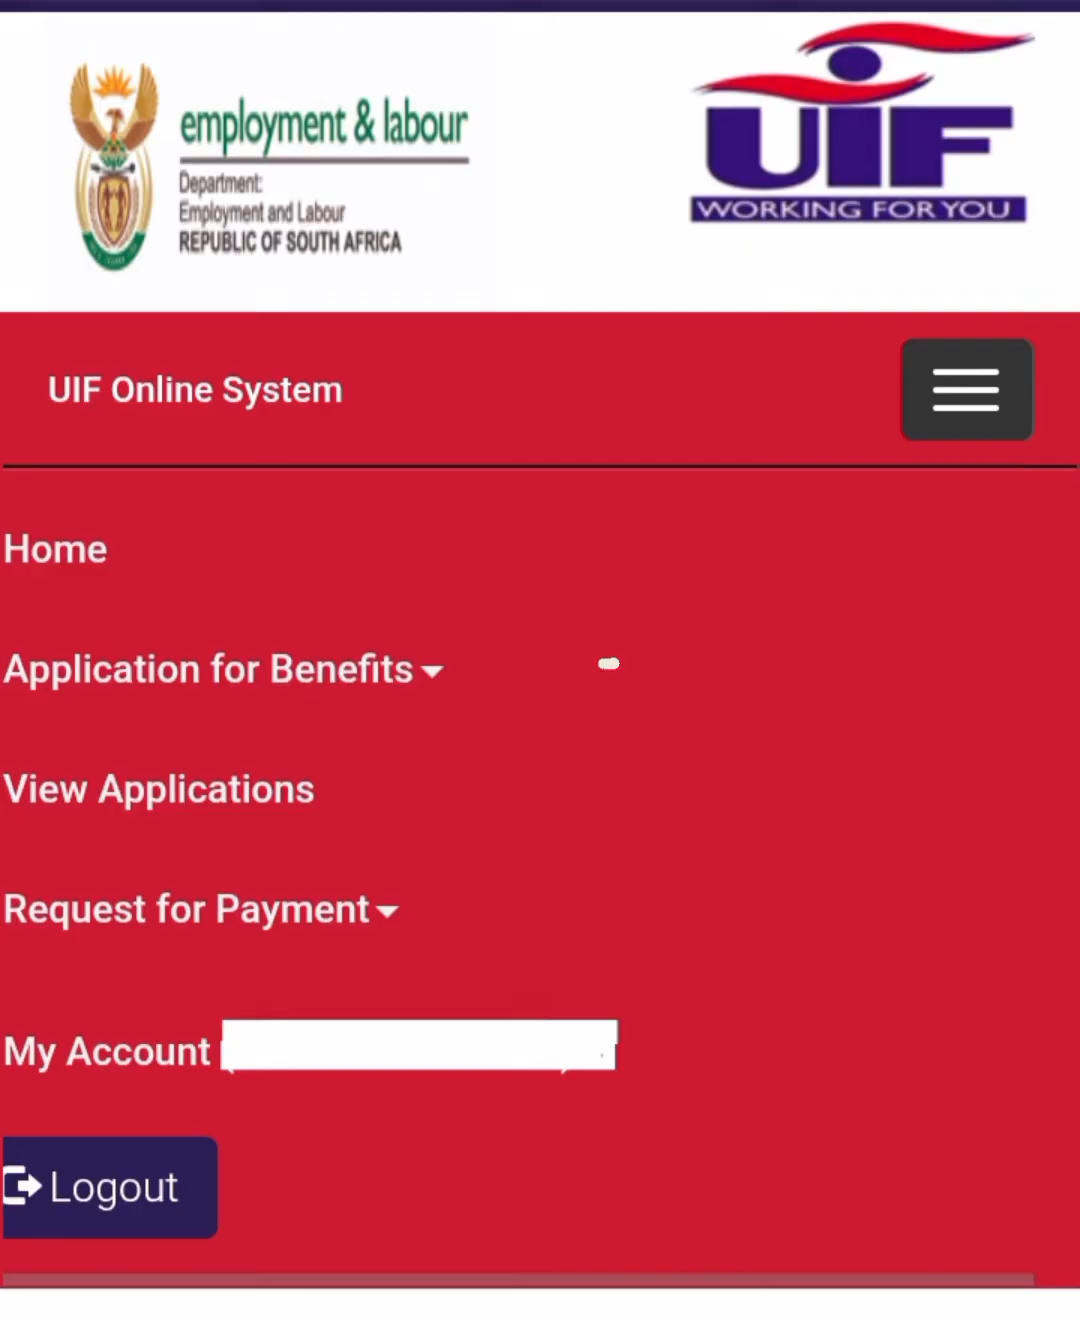 employment & labour
Department:
Employment and Labour
REPUBLIC OF SOUTH AFRICA
UIF
WORKING FOR YOU
UIF Online System
Home
Application for Benefits
View Applications
Request for Payment
My Account
Logout